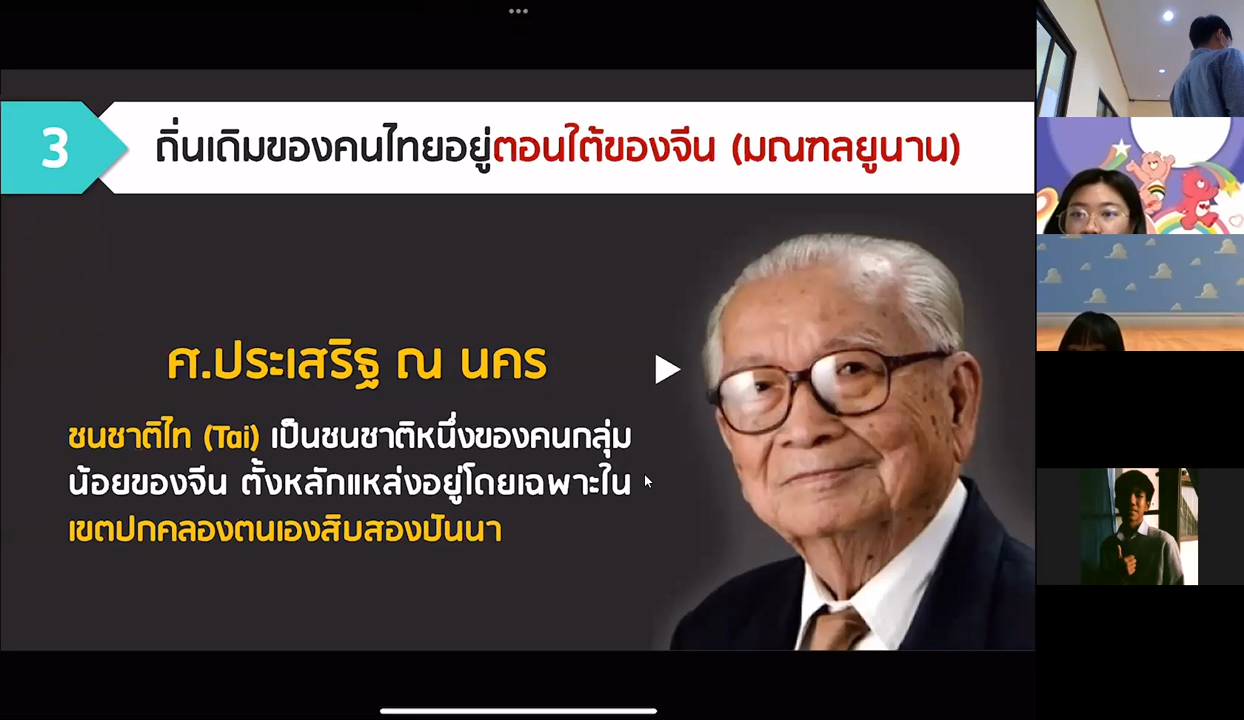 3
ถิ่นเดิมของคนไทยอยู่ตอนใต้ของจีน (มณฑลยูนาน)
ศ.ประเสริฐ ณ นคร
ชนชาติไท (Tai) เป็นชนชาติหนึ่งของคนกลุ่ม
น้อยของจีน ตั้งหลักแหล่งอยู่โดยเฉพาะใน
เขตปกคลองตนเองสิบสองปันนา